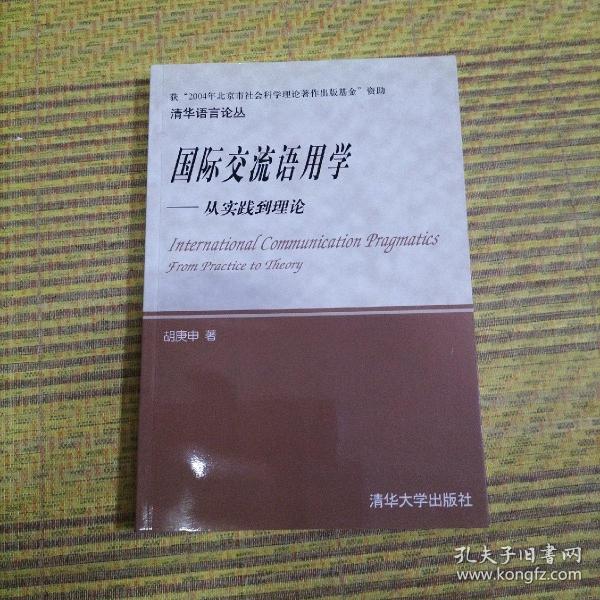 获“2004年北京市社会科学理论著作出版基金”资助
清华语言论丛
国际交流语用学
——从实践到理论
International Communication Pragmatics
From Practice to Theory
胡庚申 著
清华大学出版社
孔夫子旧书网
www.kongfz.com